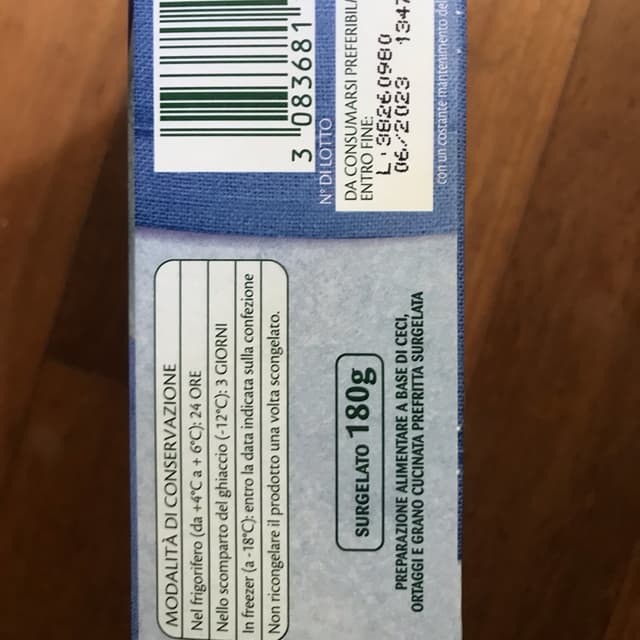 MODALITÀ DI CONSERVAZIONE
Nel frigorifero (da +4°C a + 6°C): 24 ORE
Nello scomparto del ghiaccio (-12°C): 3 GIORNI
In freezer (a -18°C): entro la data indicata sulla confezione
Non ricongelare il prodotto una volta scongelato.
SURGELATO 180g
PREPARAZIONE ALIMENTARE A BASE DI CECI,
ORTAGGI E GRANO CUCINATA PREFRITTA SURGELATA
3 083681
N° DI LOTTO
DA CONSUMARSI PREFERIBILA
ENTRO FINE:
L: 3B260980
06/2023 1347
con un costante mantenimento del